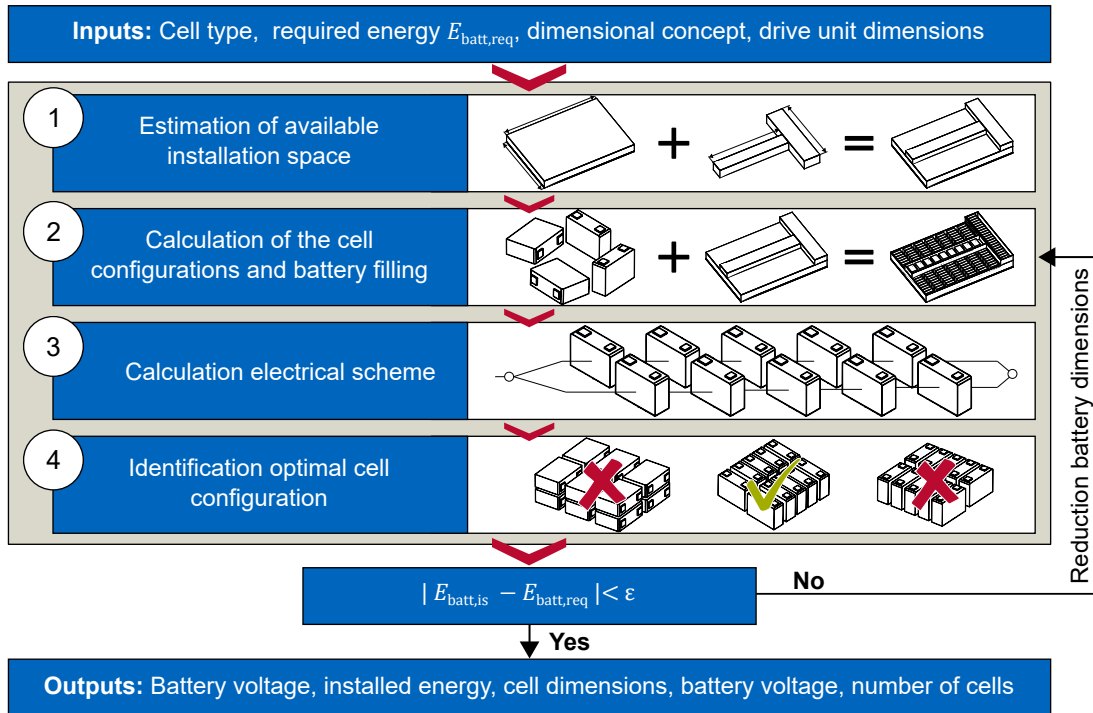 Inputs: Cell type, required energy E_batt,req, dimensional concept, drive unit dimensions
1
Estimation of available
installation space
2
Calculation of the cell
configurations and battery filling
3
Calculation electrical scheme
4
Identification optimal cell
configuration
Reduction battery dimensions
| E_batt,is − E_batt,req |< ε
No
Yes
Outputs: Battery voltage, installed energy, cell dimensions, battery voltage, number of cells